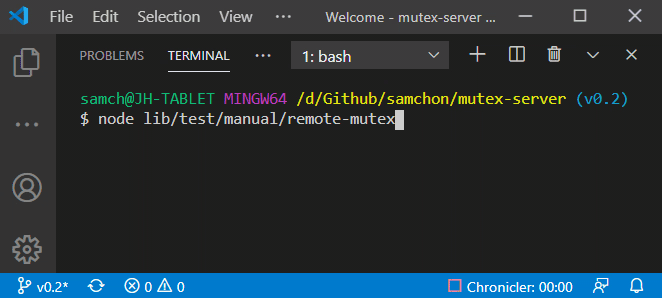 File Edit Selection View ··· Welcome - mutex-server ...
PROBLEMS TERMINAL ··· 1: bash
samch@JH-TABLET MINGW64 /d/Github/samchon/mutex-server (v0.2)
$ node lib/test/manual/remote-mutex
v0.2* 0 0 Chronicler: 00:00